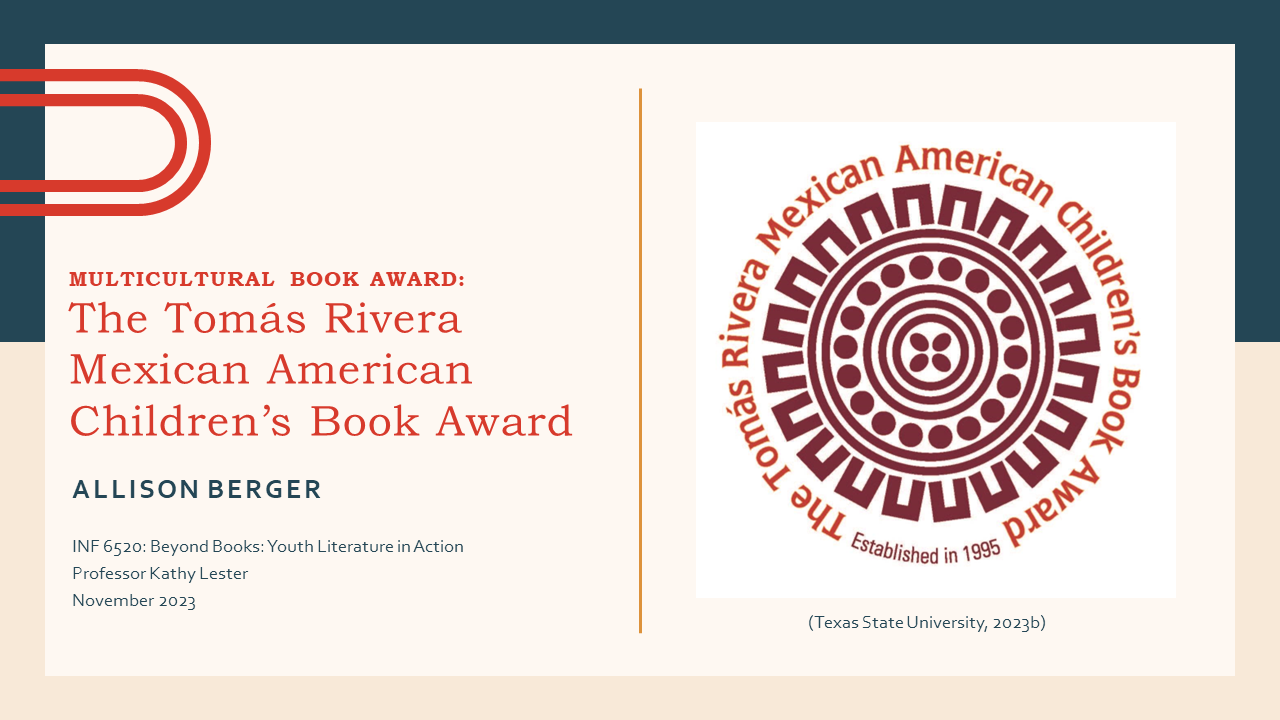 MULTICULTURAL BOOK AWARD:
The Tomás Rivera
Mexican American
Children’s Book Award
ALLISON BERGER
INF 6520: Beyond Books: Youth Literature in Action
Professor Kathy Lester
November 2023
The Tomás Rivera Mexican American Children's Book Award
Established in 1995
(Texas State University, 2023b)